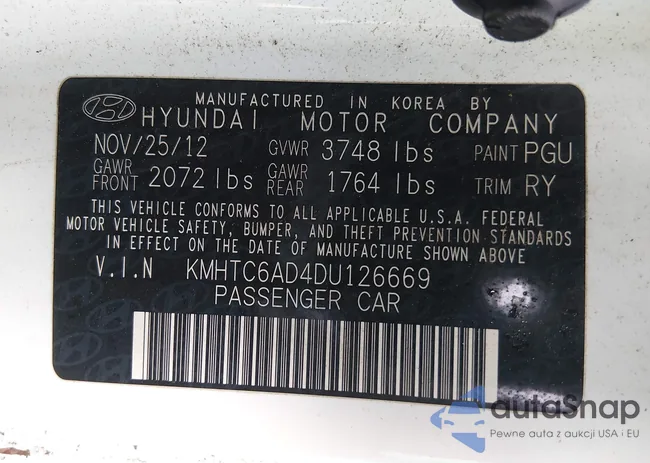 MANUFACTURED IN KOREA BY
HYUNDAI MOTOR COMPANY
NOV/25/12 GVWR 3748 lbs PAINT PGU
GAWR FRONT 2072 lbs GAWR REAR 1764 lbs TRIM RY
THIS VEHICLE CONFORMS TO ALL APPLICABLE U.S.A. FEDERAL
MOTOR VEHICLE SAFETY, BUMPER, AND THEFT PREVENTION STANDARDS
IN EFFECT ON THE DATE OF MANUFACTURE SHOWN ABOVE
V.I.N KMHTC6AD4DU126669
PASSENGER CAR
autoSnap
Pewne auta z aukcji USA i EU